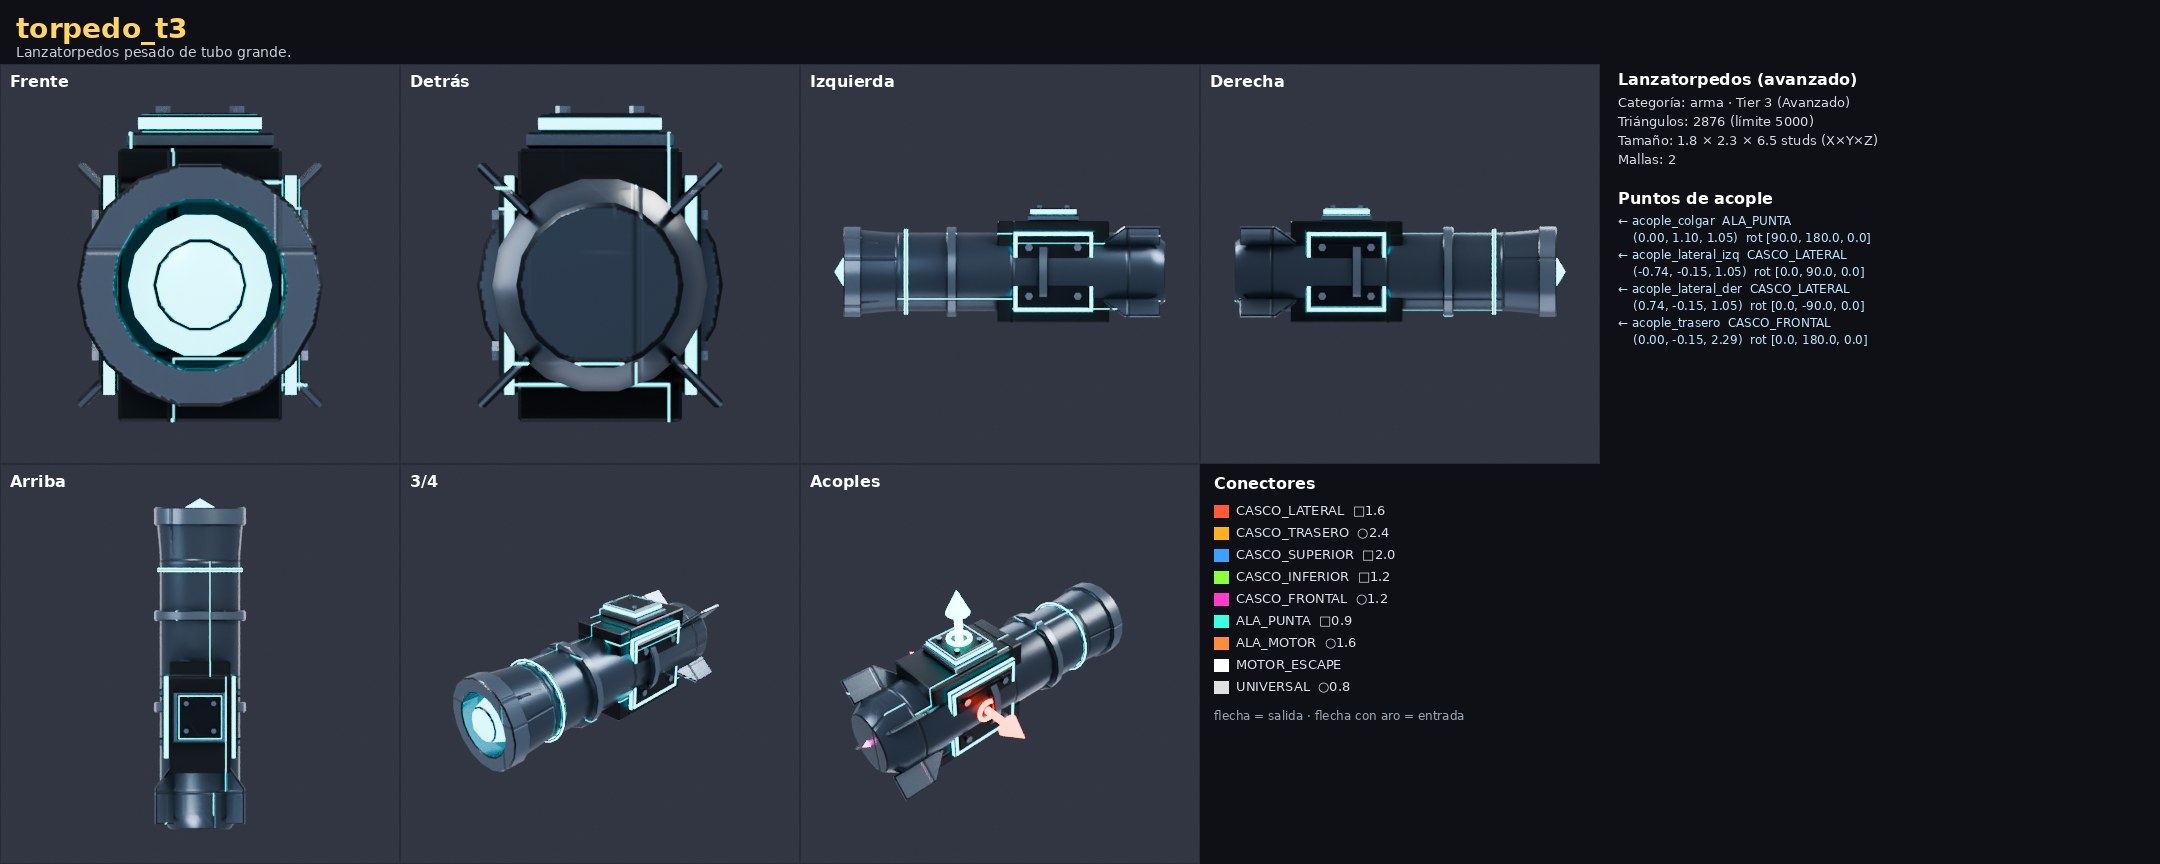 torpedo_t3
Lanzatorpedos pesado de tubo grande.
Frente
Detrás
Izquierda
Derecha
Lanzatorpedos (avanzado)
Categoría: arma · Tier 3 (Avanzado)
Triángulos: 2876 (límite 5000)
Tamaño: 1.8 × 2.3 × 6.5 studs (X×Y×Z)
Mallas: 2
Puntos de acople
← acople_colgar ALA_PUNTA
(0.00, 1.10, 1.05) rot [90.0, 180.0, 0.0]
← acople_lateral_izq CASCO_LATERAL
(-0.74, -0.15, 1.05) rot [0.0, 90.0, 0.0]
← acople_lateral_der CASCO_LATERAL
(0.74, -0.15, 1.05) rot [0.0, -90.0, 0.0]
← acople_trasero CASCO_FRONTAL
(0.00, -0.15, 2.29) rot [0.0, 180.0, 0.0]
Arriba
3/4
Acoples
Conectores
CASCO_LATERAL □1.6
CASCO_TRASERO ○2.4
CASCO_SUPERIOR □2.0
CASCO_INFERIOR □1.2
CASCO_FRONTAL ○1.2
ALA_PUNTA □0.9
ALA_MOTOR ○1.6
MOTOR_ESCAPE
UNIVERSAL ○0.8
flecha = salida · flecha con aro = entrada